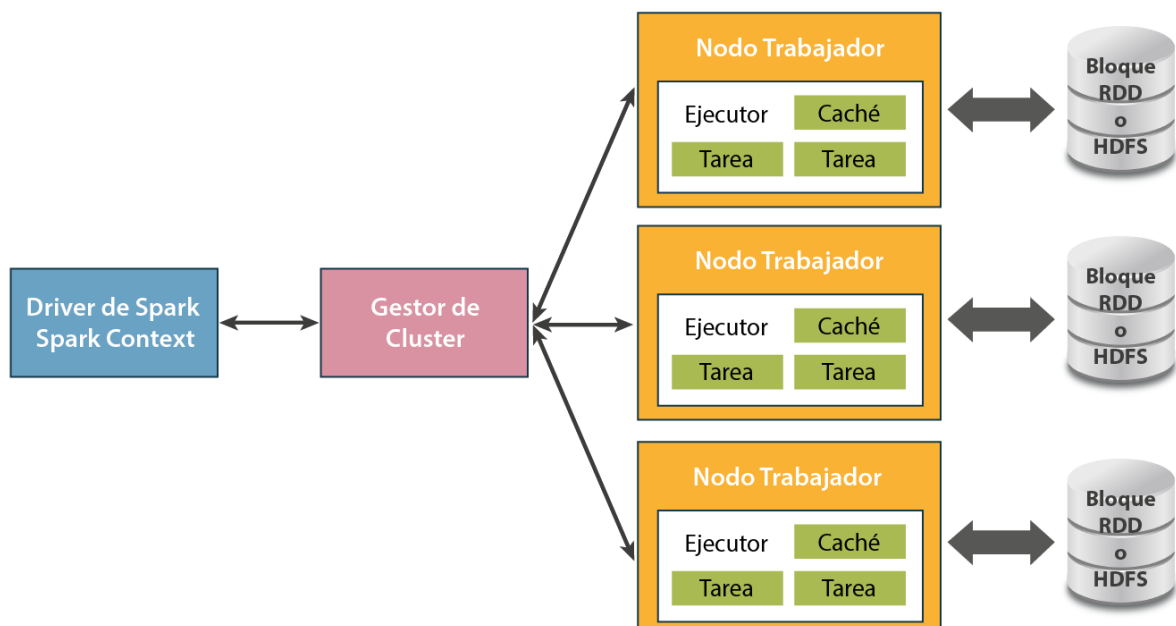 Driver de Spark
Spark Context
Gestor de
Cluster
Nodo Trabajador
Ejecutor
Caché
Tarea
Tarea
Bloque
RDD
o
HDFS
Nodo Trabajador
Ejecutor
Caché
Tarea
Tarea
Bloque
RDD
o
HDFS
Nodo Trabajador
Ejecutor
Caché
Tarea
Tarea
Bloque
RDD
o
HDFS